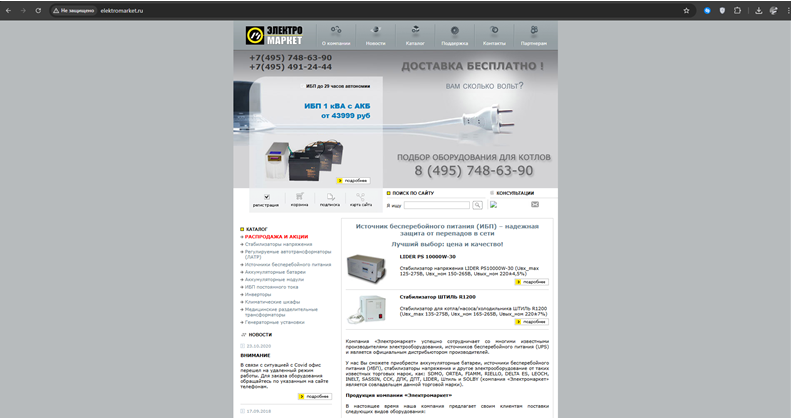 Не защищено
elektromarket.ru
ЭЛЕКТРО
МАРКЕТ
О компании
Новости
Каталог
Поддержка
Контакты
Партнерам
+7(495) 748-63-90
+7(495) 491-24-44
ДОСТАВКА БЕСПЛАТНО !
ИБП до 29 часов автономии
ВАМ СКОЛЬКО ВОЛЬТ?
ИБП 1 кВА с АКБ
от 43999 руб
ПОДБОР ОБОРУДОВАНИЯ ДЛЯ КОТЛОВ
8 (495) 748-63-90
подробнее
регистрация
корзина
подписка
карта сайта
ПОИСК ПО САЙТУ
Я ищу
КОНСУЛЬТАЦИИ
КАТАЛОГ
РАСПРОДАЖА И АКЦИИ
Стабилизаторы напряжения
Регулируемые автотрансформаторы
(ЛАТР)
Источники бесперебойного питания
Аккумуляторные батареи
Аккумуляторные модули
ИБП постоянного тока
Инверторы
Климатические шкафы
Медицинские разделительные
трансформаторы
Генераторные установки
НОВОСТИ
22.10.2020
ВНИМАНИЕ
В связи с ситуацией с Covid офис
перешел на удаленный режим
работы. Для заказа оборудования
обращайтесь по указанным на сайте
телефонам.
подробнее
17.09.2018
Источник бесперебойного питания (ИБП) – надежная
защита от перепадов в сети
Лучший выбор: цена и качество!
LIDER PS 10000W-30
Стабилизатор напряжения LIDER PS10000W-30 (Uвх_max
125-275В, Uвх_ном 150-265В, Uвых_ном 220±4,5%)
подробнее
Стабилизатор ШТИЛЬ R1200
Стабилизатор для котла/насоса/холодильника ШТИЛЬ R1200
(Uвх_max 135-275В, Uвх_ном 165-265В, Uвых_ном 220±7%)
подробнее
Компания «Электромаркет» успешно сотрудничает со многими известными
производителями электрооборудования, источников бесперебойного питания (UPS)
и является официальным дистрибьютором производителей.
У нас Вы сможете приобрести аккумуляторные батареи, источники бесперебойного
питания (ИБП), стабилизаторы напряжения и другое электрооборудование от таких
известных торговых марок, как: SOMO, ORTEA, FIAMM, RIELLO, DELTA ES, LEOCH,
INELT, SASSIN, CCK, ДПК, ДПТ, LIDER, Штиль и SOLBY (компания «Электромаркет»
является совладельцем данной торговой марки).
Продукция компании «Электромаркет»
В настоящее время наша компания предлагает своим клиентам поставки
следующих видов оборудования: